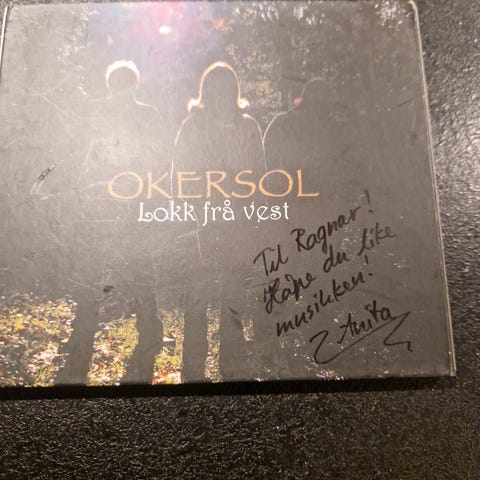 OKERSOL
Lokk frå vest
Til Ragnar!
Håpe du like
musikken!
Anita